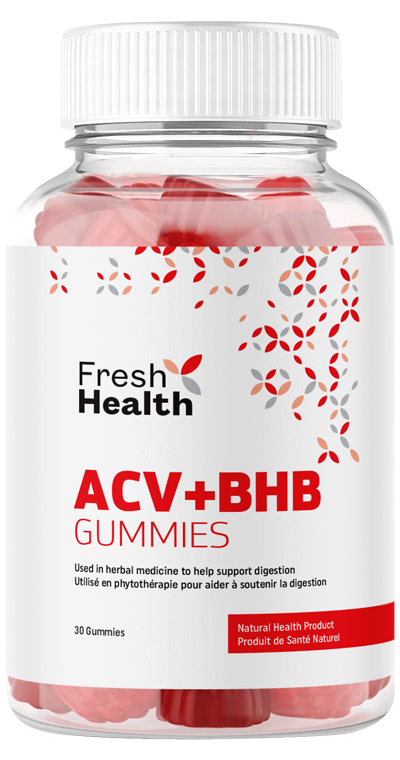 Fresh
Health
ACV+BHB
GUMMIES
Used in herbal medicine to help support digestion
Utilisé en phytothérapie pour aider à soutenir la digestion
30 Gummies
Natural Health Product
Produit de Santé Naturel